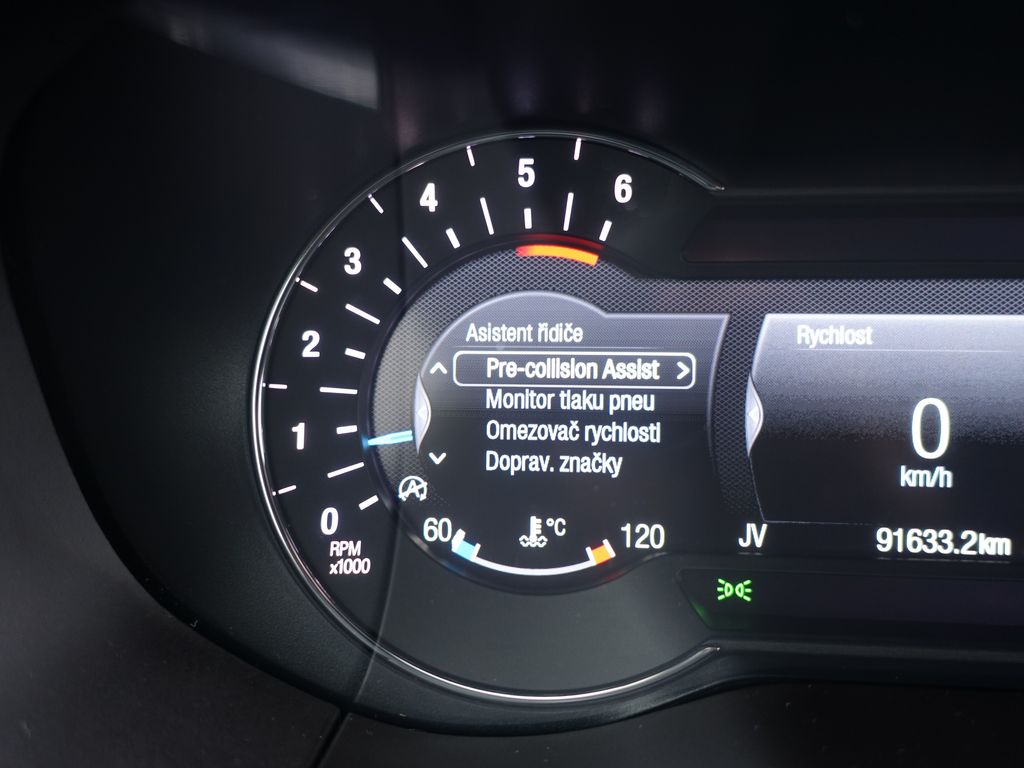 6
5
4
3
2
1
0
RPM
x1000
Asistent řidiče
Pre-collision Assist
Monitor tlaku pneu
Omezovač rychlosti
Doprav. značky
60
°C
120
Rychlost
0
km/h
JV
91633.2km